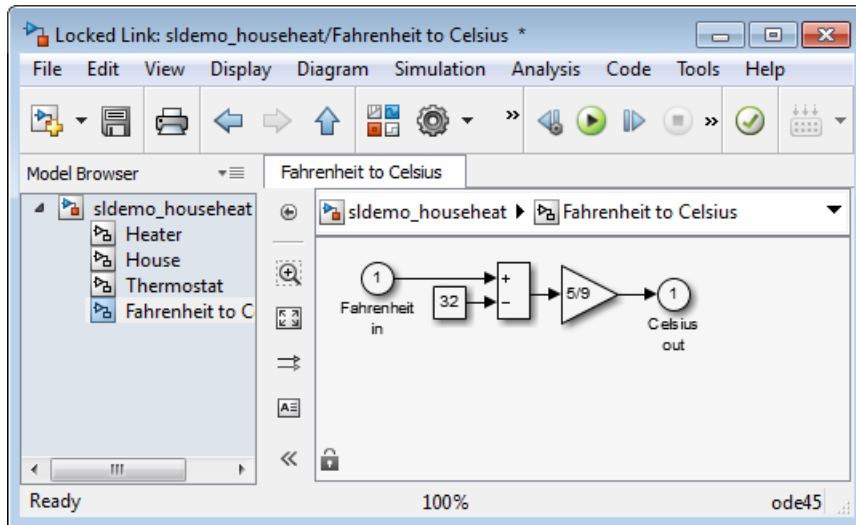 Locked Link: sldemo_househeat/Fahrenheit to Celsius *
File Edit View Display Diagram Simulation Analysis Code Tools Help
» »
Model Browser
Fahrenheit to Celsius
sldemo_househeat
Heater
House
Thermostat
Fahrenheit to C
sldemo_househeat Fahrenheit to Celsius
1
Fahrenheit
in
32
+
−
5/9
1
Celsius
out
Ready 100% ode45